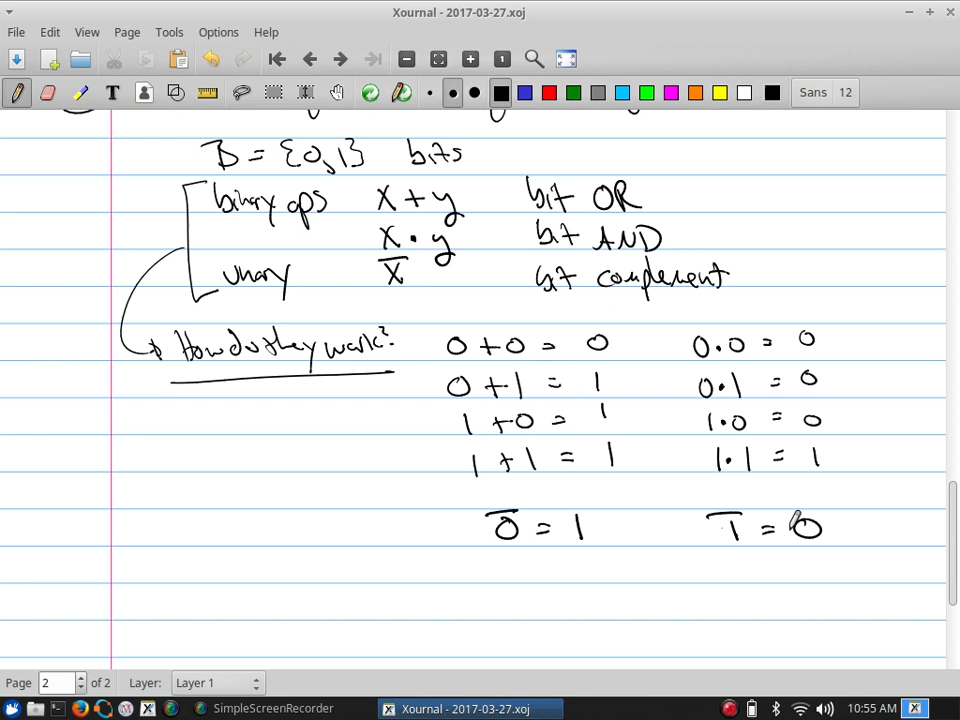 Xournal - 2017-03-27.xoj
File Edit View Page Tools Options Help
Sans 12
B = {0,1} bits
binary ops x + y bit OR
x · y bit AND
unary x̅ bit complement
How do they work?
0 + 0 = 0 0·0 = 0
0 + 1 = 1 0·1 = 0
1 + 0 = 1 1·0 = 0
1 + 1 = 1 1·1 = 1
0̅ = 1 1̅ = 0
Page 2 of 2 Layer: Layer 1
SimpleScreenRecorder Xournal - 2017-03-27.xoj 10:55 AM